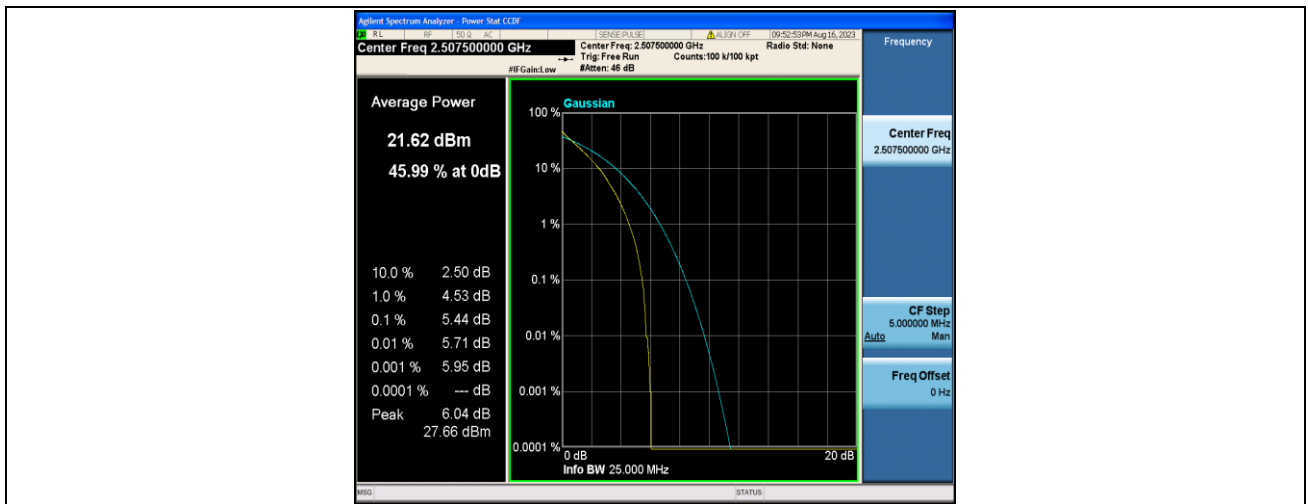 Agilent Spectrum Analyzer - Power Stat CCDF
RL RF 50 Ω AC SENSE:PULSE ALIGN OFF 09:52:53PM Aug 16, 2023
Center Freq 2.507500000 GHz
Center Freq: 2.507500000 GHz Radio Std: None
Trig: Free Run Counts:100 k/100 kpt
#IFGain:Low #Atten: 46 dB
Frequency
Average Power
21.62 dBm
45.99 % at 0dB
10.0 % 2.50 dB
1.0 % 4.53 dB
0.1 % 5.44 dB
0.01 % 5.71 dB
0.001 % 5.95 dB
0.0001 % --- dB
Peak 6.04 dB
27.66 dBm
Gaussian
100 %
10 %
1 %
0.1 %
0.01 %
0.001 %
0.0001 %
0 dB 20 dB
Info BW 25.000 MHz
Center Freq
2.507500000 GHz
CF Step
5.000000 MHz
Auto Man
Freq Offset
0 Hz
MSG STATUS